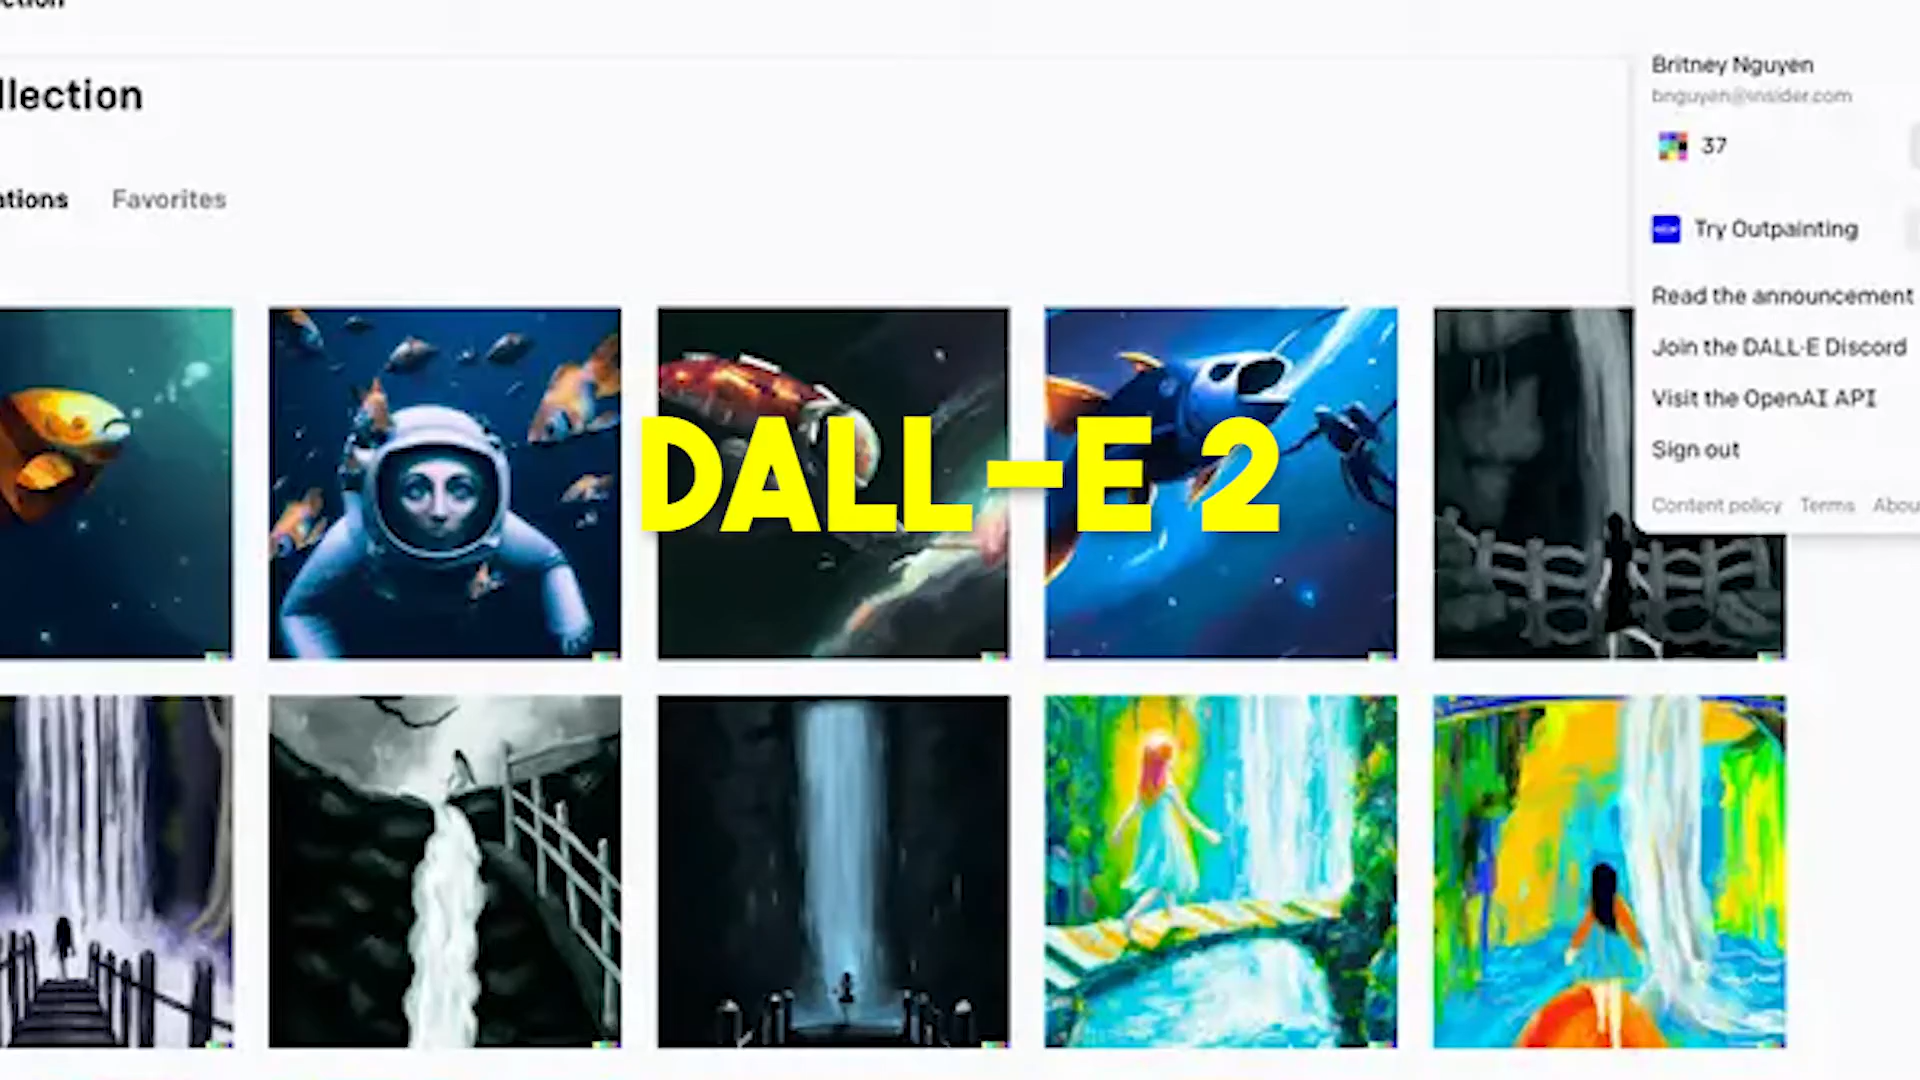 ction
llection
ations Favorites
Britney Nguyen
bnguyen@insider.com
37
Try Outpainting
Read the announcement
Join the DALL·E Discord
Visit the OpenAI API
Sign out
Content policy Terms Abou
DALL-E 2